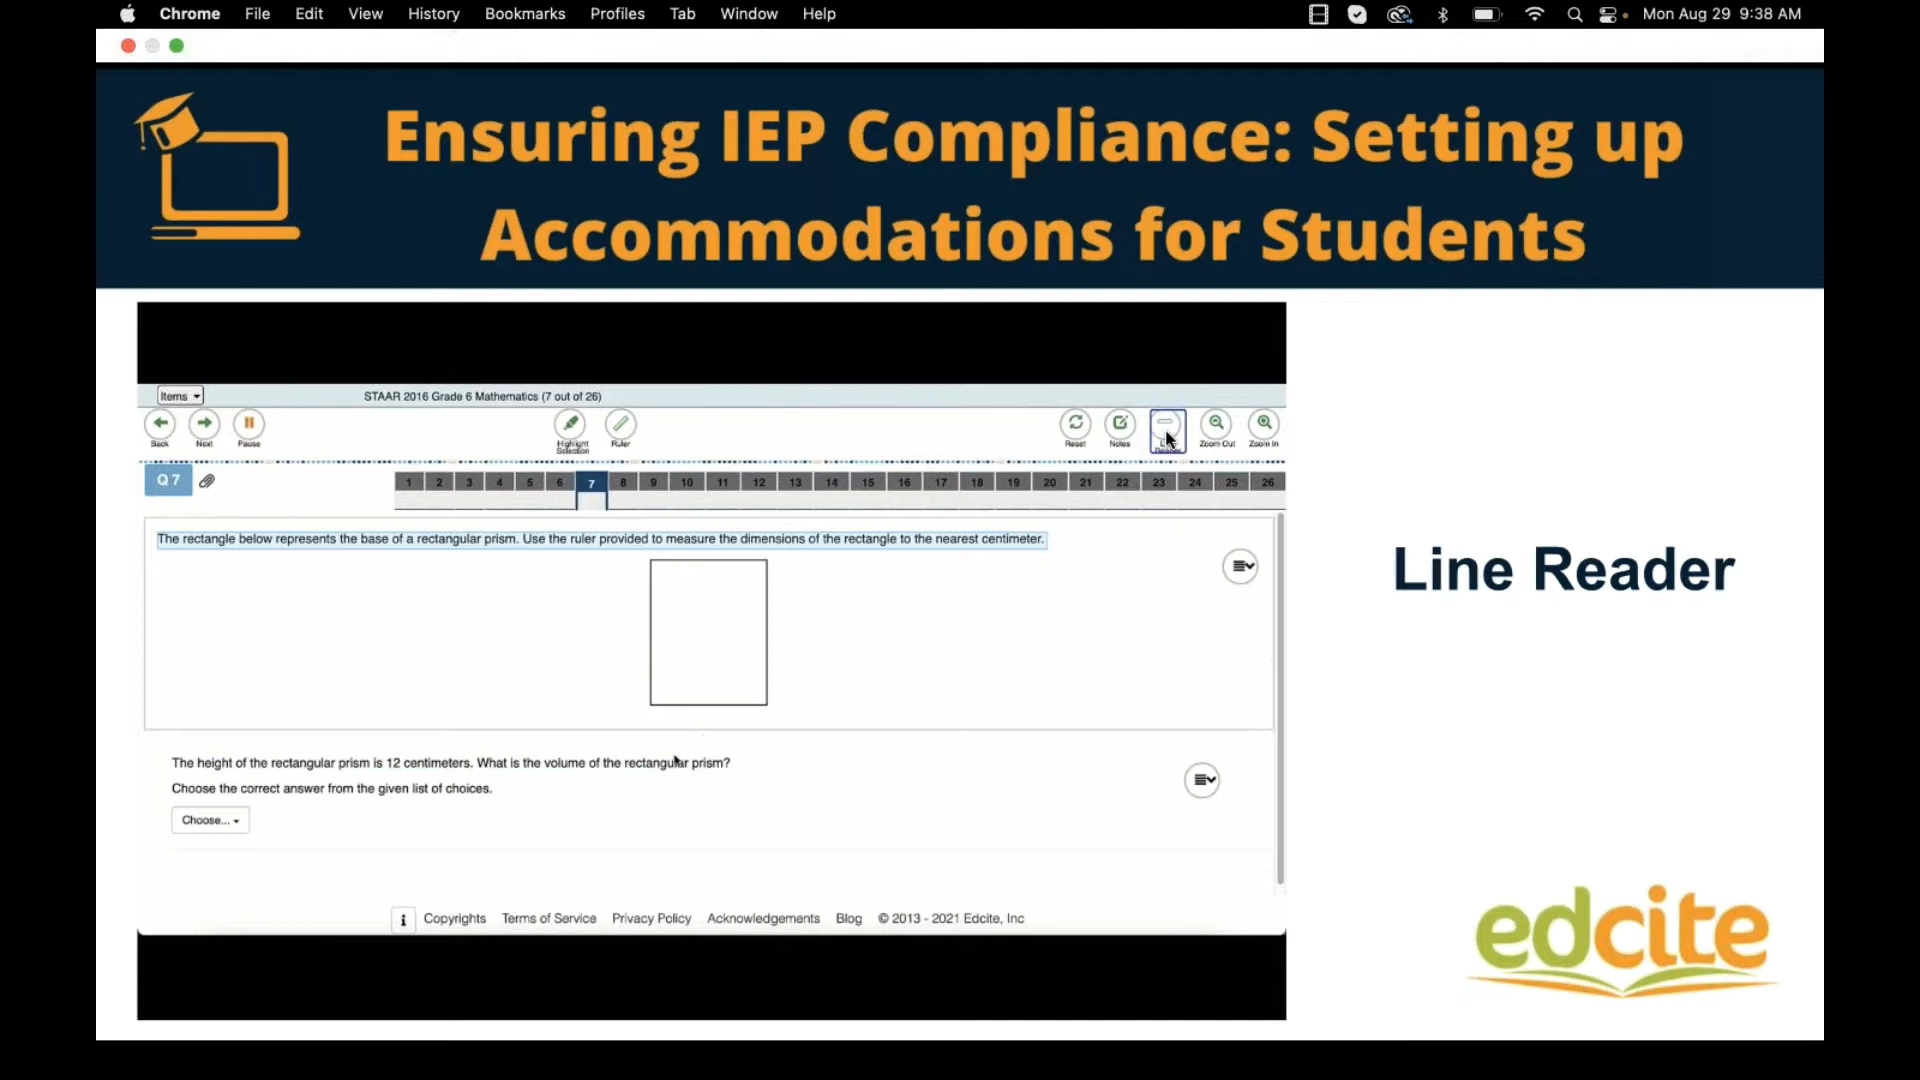 Chrome File Edit View History Bookmarks Profiles Tab Window Help Mon Aug 29 9:38 AM
Ensuring IEP Compliance: Setting up
Accommodations for Students
Items STAAR 2016 Grade 6 Mathematics (7 out of 26)
Back Next Pause Highlight Selection Ruler Reset Notes Line Reader Zoom Out Zoom In
Q 7 1 2 3 4 5 6 7 8 9 10 11 12 13 14 15 16 17 18 19 20 21 22 23 24 25 26
The rectangle below represents the base of a rectangular prism. Use the ruler provided to measure the dimensions of the rectangle to the nearest centimeter.
Line Reader
The height of the rectangular prism is 12 centimeters. What is the volume of the rectangular prism?
Choose the correct answer from the given list of choices.
Choose...
i Copyrights Terms of Service Privacy Policy Acknowledgements Blog © 2013 - 2021 Edcite, Inc
edcite